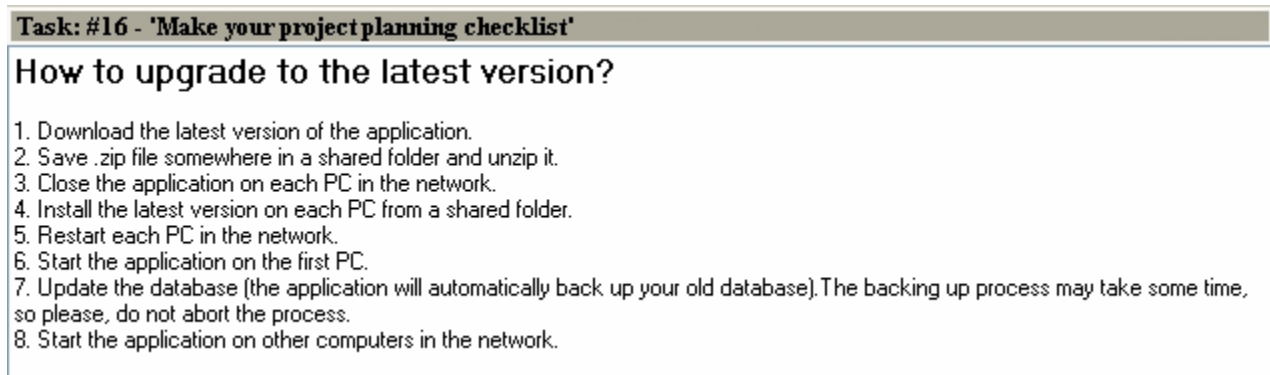 Task: #16 - 'Make your project planning checklist'
How to upgrade to the latest version?
1. Download the latest version of the application.
2. Save .zip file somewhere in a shared folder and unzip it.
3. Close the application on each PC in the network.
4. Install the latest version on each PC from a shared folder.
5. Restart each PC in the network.
6. Start the application on the first PC.
7. Update the database (the application will automatically back up your old database).The backing up process may take some time,
so please, do not abort the process.
8. Start the application on other computers in the network.